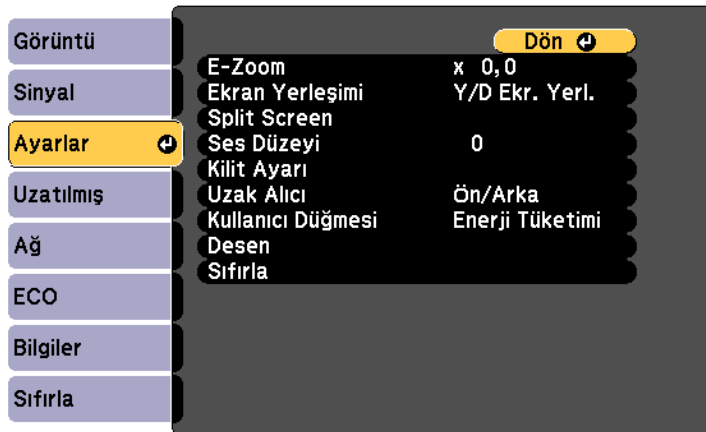 Görüntü
Sinyal
Ayarlar
Uzatılmış
Ağ
ECO
Bilgiler
Sıfırla
Dön
E-Zoom x 0,0
Ekran Yerleşimi Y/D Ekr. Yerl.
Split Screen
Ses Düzeyi 0
Kilit Ayarı
Uzak Alıcı Ön/Arka
Kullanıcı Düğmesi Enerji Tüketimi
Desen
Sıfırla